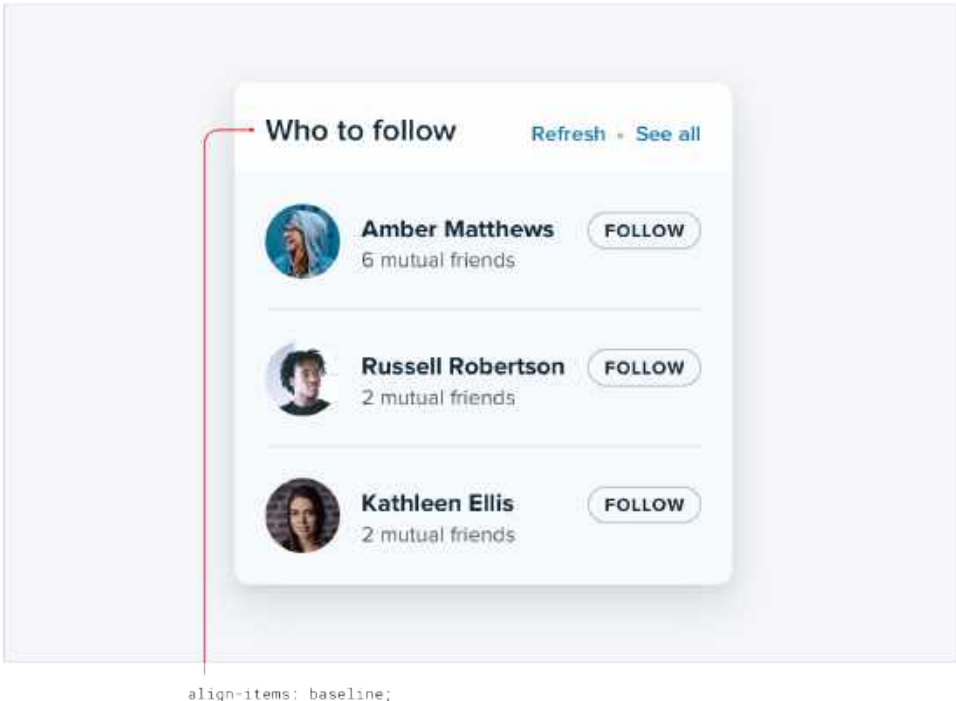 Who to follow Refresh • See all
Amber Matthews FOLLOW
6 mutual friends
Russell Robertson FOLLOW
2 mutual friends
Kathleen Ellis FOLLOW
2 mutual friends
align-items: baseline;